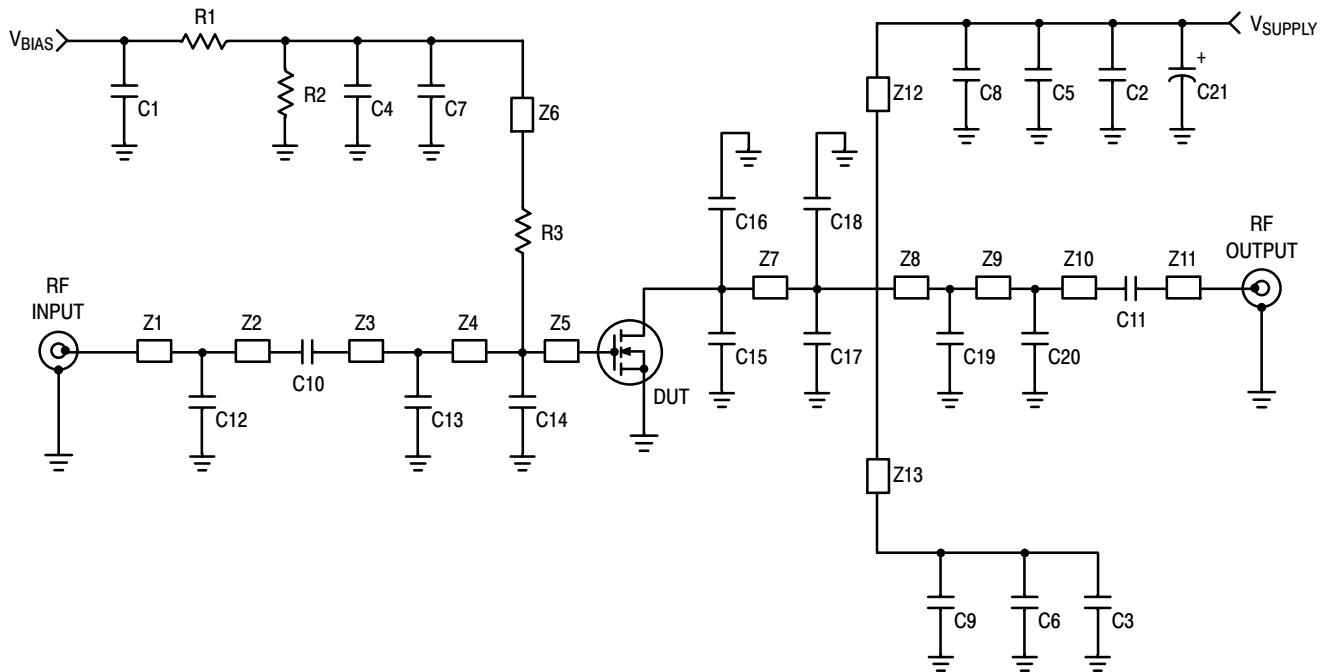 R1
V_BIAS
V_SUPPLY
C1
R2
C4
C7
Z6
Z12
C8
C5
C2
+
C21
R3
C16
C18
RF
INPUT
RF
OUTPUT
Z1
Z2
Z3
Z4
Z5
Z7
Z8
Z9
Z10
Z11
C10
C11
C12
C13
C14
DUT
C15
C17
C19
C20
Z13
C9
C6
C3